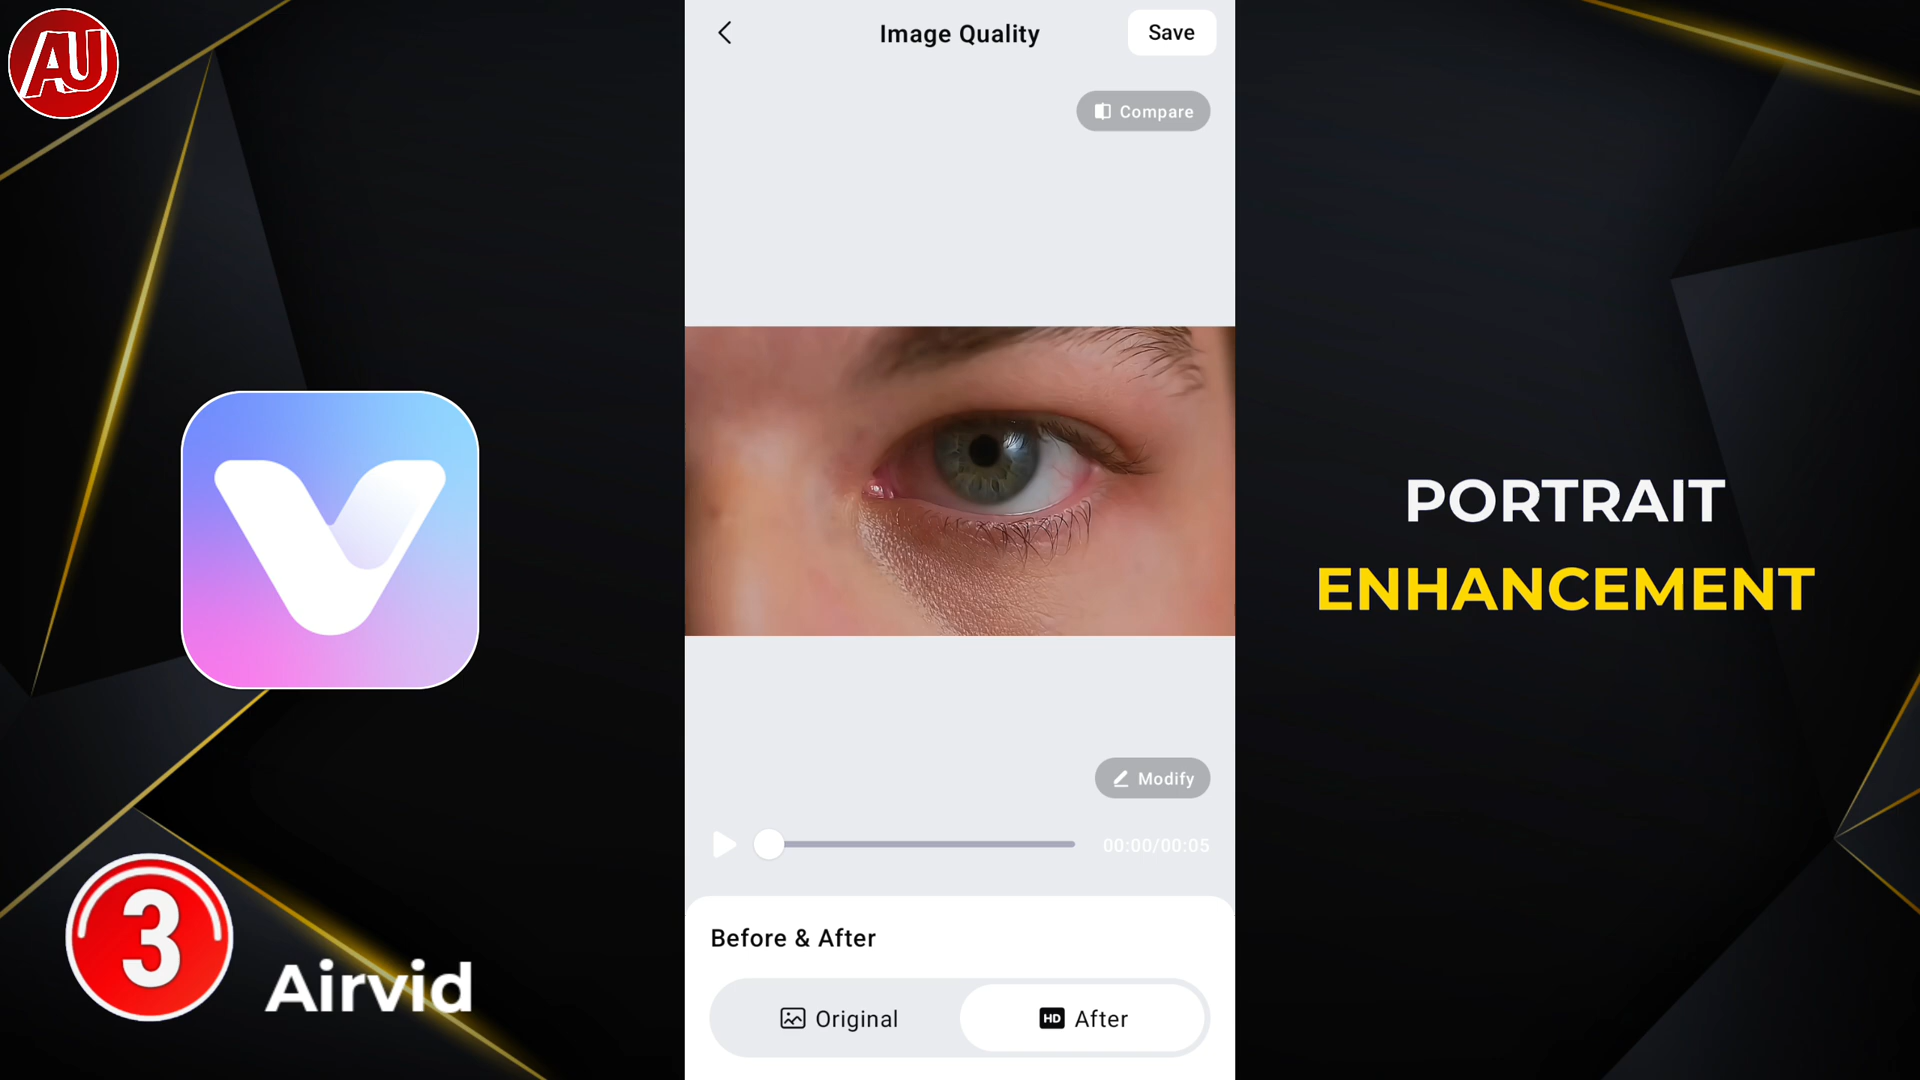 AU
Image Quality
Save
Compare
PORTRAIT
ENHANCEMENT
Modify
00:00/00:05
3
Airvid
Before & After
Original
HD After